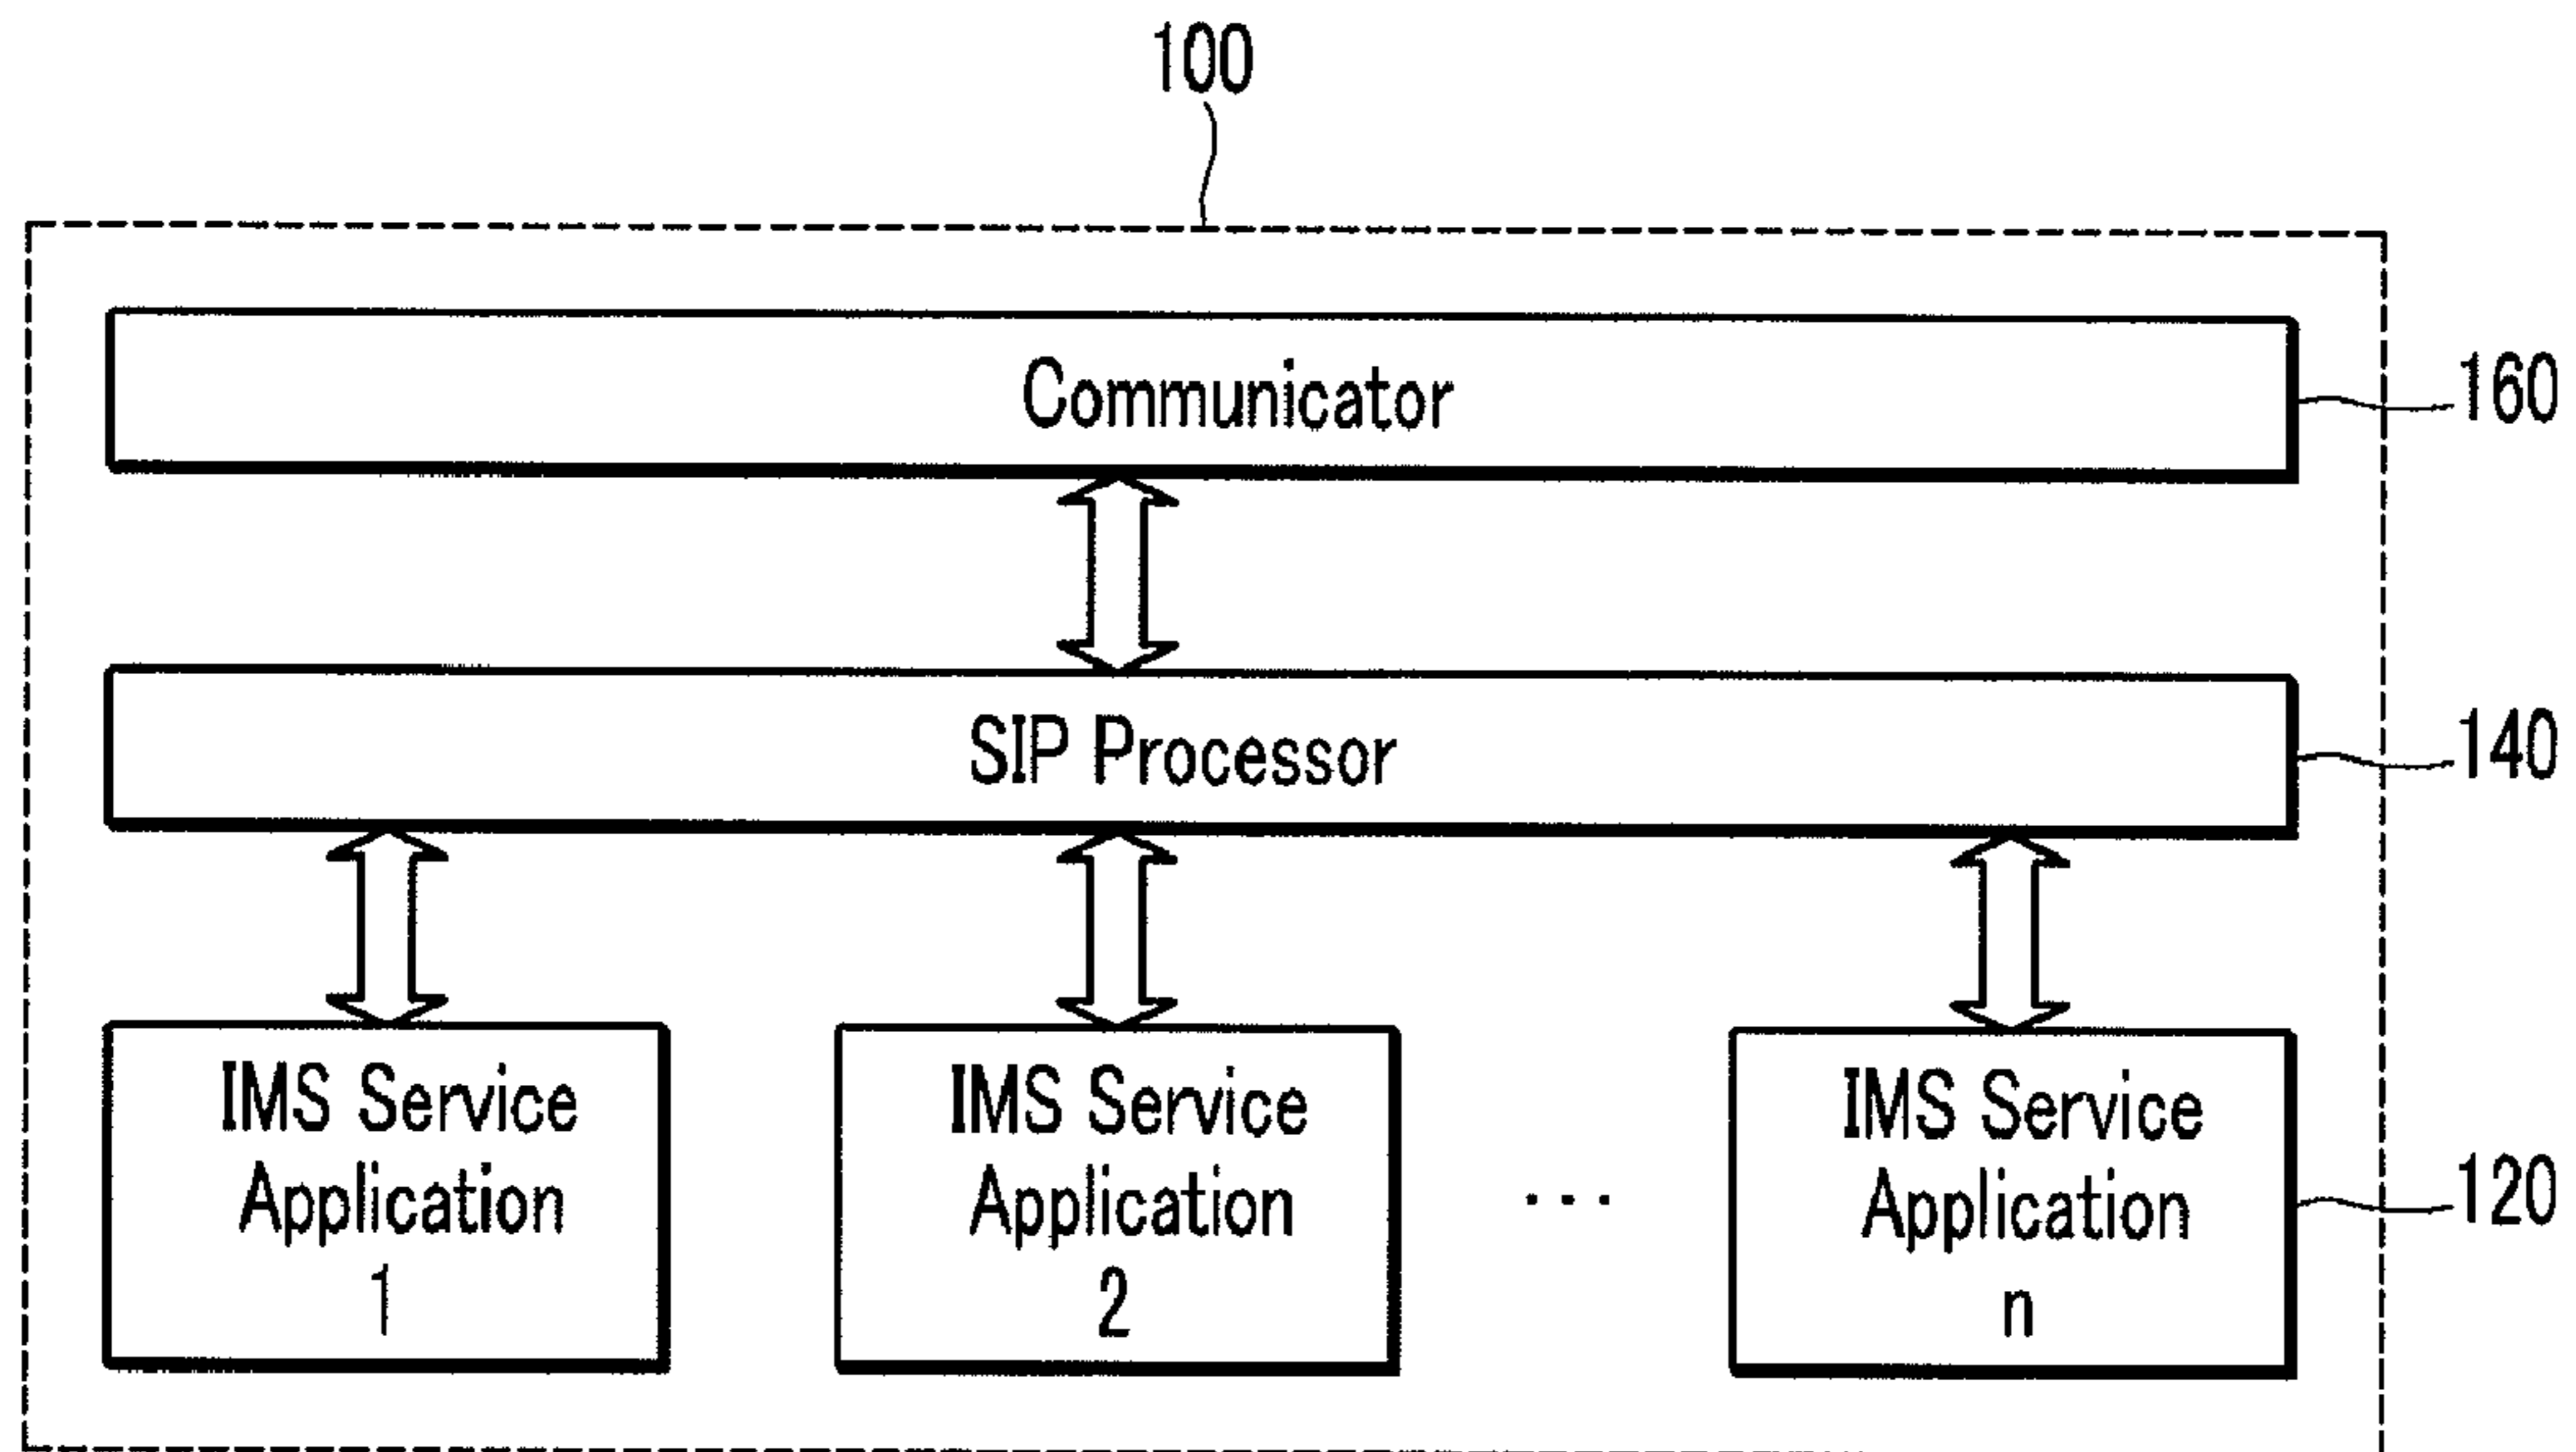 100
Communicator
160
SIP Processor
140
IMS Service
Application
1
IMS Service
Application
2
...
IMS Service
Application
n
120